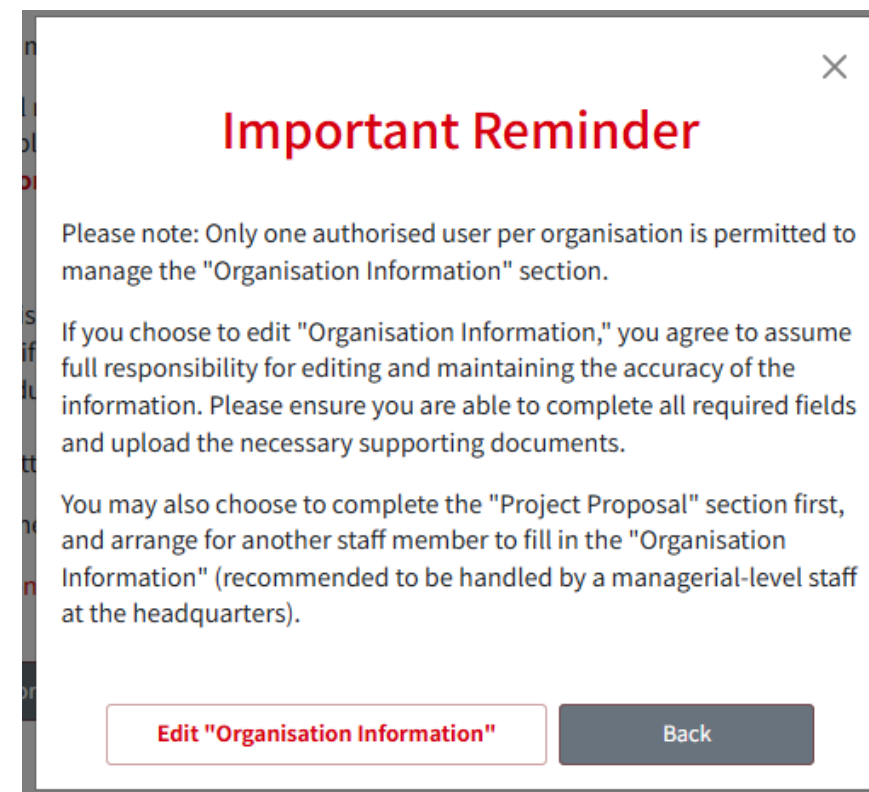 Important Reminder
Please note: Only one authorised user per organisation is permitted to
manage the "Organisation Information" section.
If you choose to edit "Organisation Information," you agree to assume
full responsibility for editing and maintaining the accuracy of the
information. Please ensure you are able to complete all required fields
and upload the necessary supporting documents.
You may also choose to complete the "Project Proposal" section first,
and arrange for another staff member to fill in the "Organisation
Information" (recommended to be handled by a managerial-level staff
at the headquarters).
Edit "Organisation Information"
Back